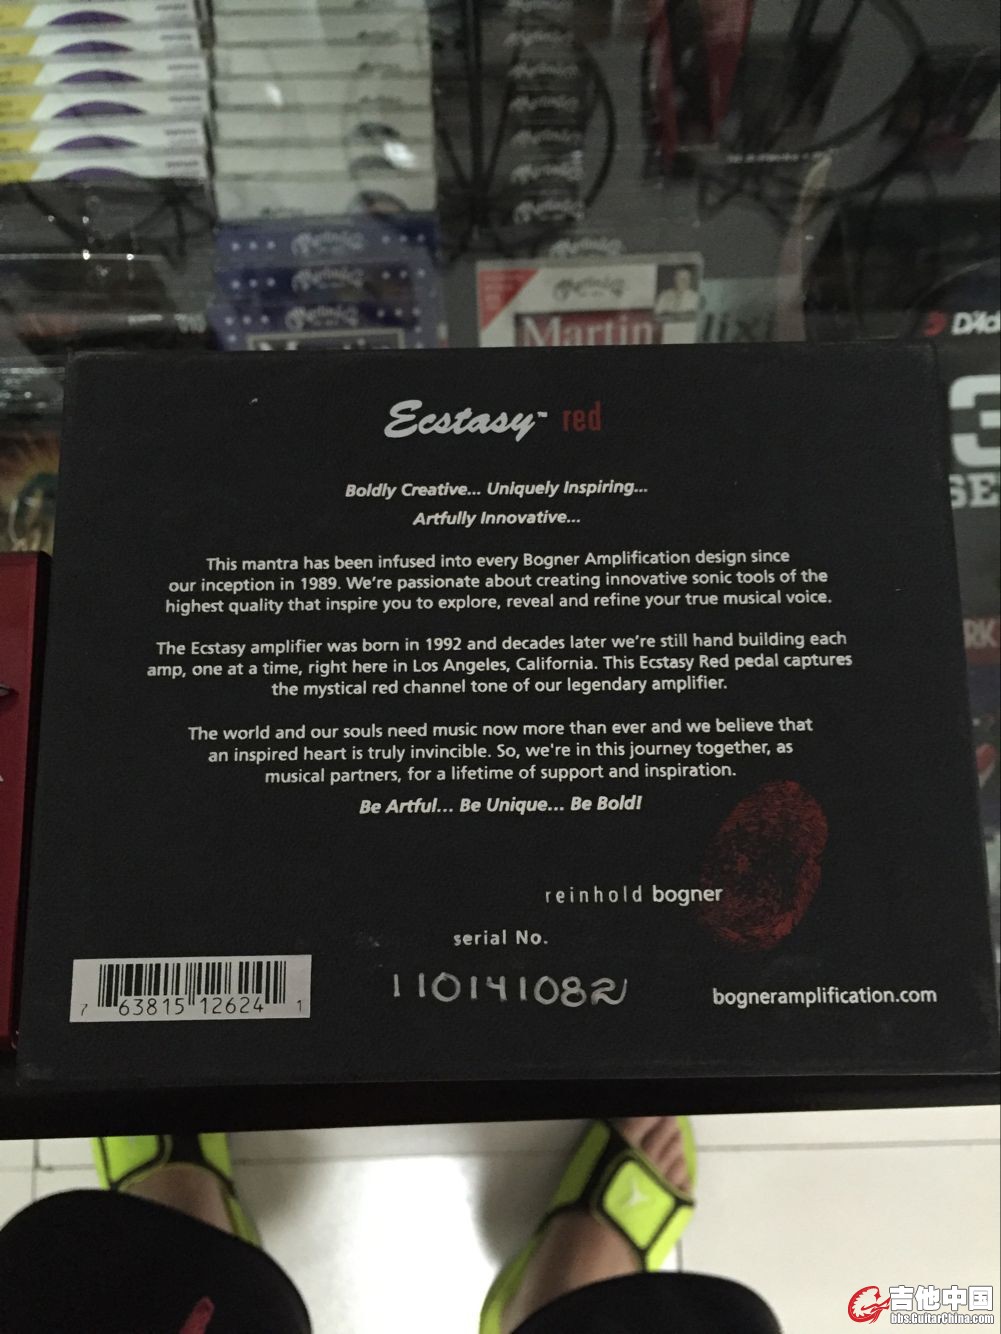 Martin
Martin
elixi
D'Ad
3
SE
Ecstasy™ red
Boldly Creative... Uniquely Inspiring...
Artfully Innovative...
This mantra has been infused into every Bogner Amplification design since
our inception in 1989. We're passionate about creating innovative sonic tools of the
highest quality that inspire you to explore, reveal and refine your true musical voice.
The Ecstasy amplifier was born in 1992 and decades later we're still hand building each
amp, one at a time, right here in Los Angeles, California. This Ecstasy Red pedal captures
the mystical red channel tone of our legendary amplifier.
The world and our souls need music now more than ever and we believe that
an inspired heart is truly invincible. So, we're in this journey together, as
musical partners, for a lifetime of support and inspiration.
Be Artful... Be Unique... Be Bold!
reinhold bogner
serial No.
110141082
7 63815 12624 1
bogneramplification.com
吉他中国
bbs.GuitarChina.com